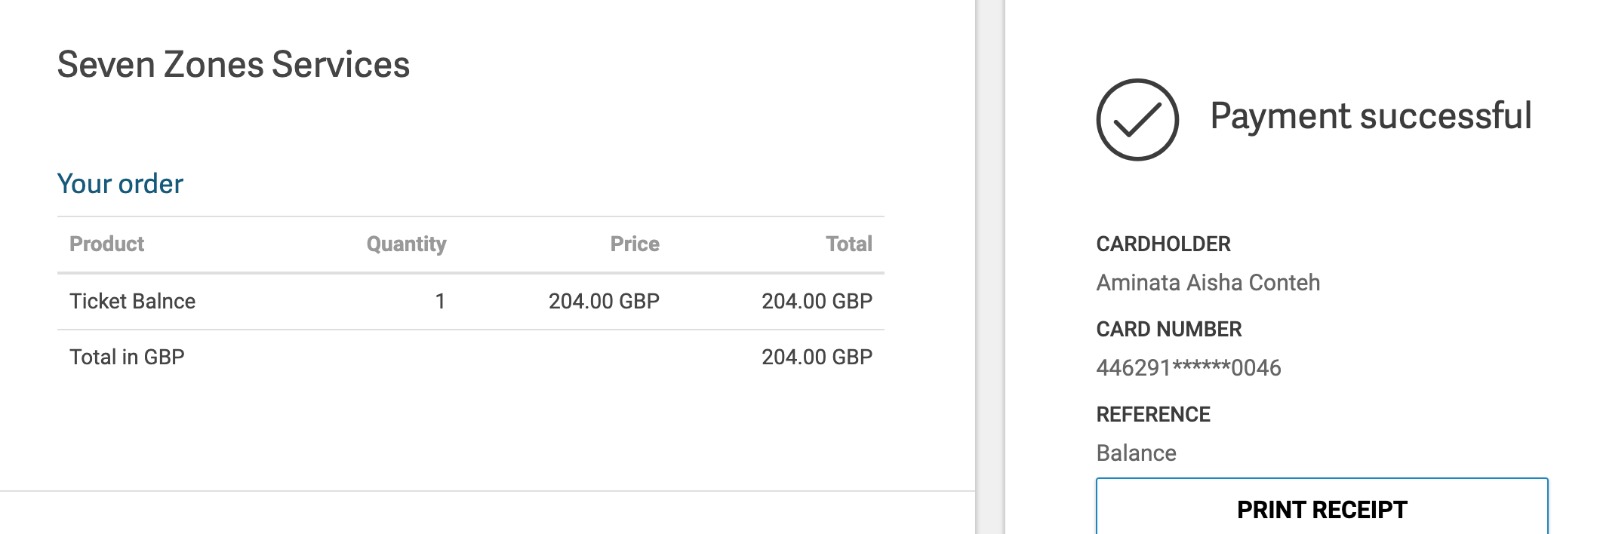 Seven Zones Services
Your order
Product Quantity Price Total
Ticket Balnce 1 204.00 GBP 204.00 GBP
Total in GBP 204.00 GBP
Payment successful
CARDHOLDER
Aminata Aisha Conteh
CARD NUMBER
446291******0046
REFERENCE
Balance
PRINT RECEIPT